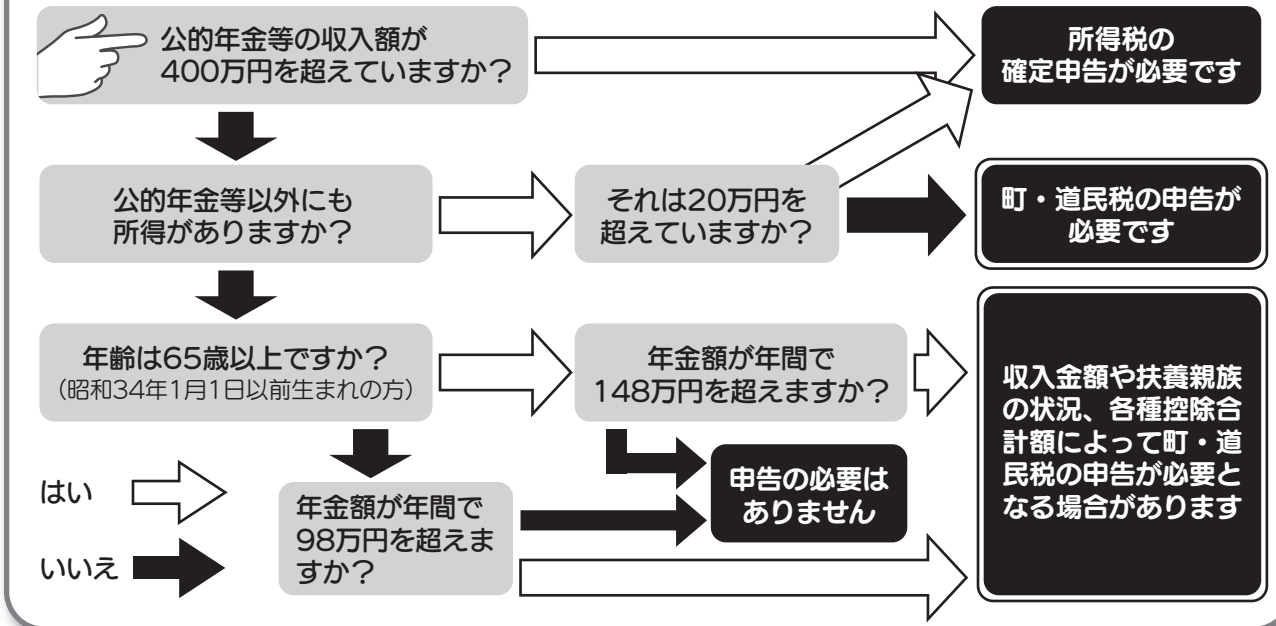 公的年金等の収入額が
400万円を超えていますか？
所得税の
確定申告が必要です
公的年金等以外にも
所得がありますか？
それは20万円を
超えていますか？
町・道民税の申告が
必要です
年齢は65歳以上ですか？
（昭和34年1月1日以前生まれの方）
年金額が年間で
148万円を超えますか？
収入金額や扶養親族
の状況、各種控除合
計額によって町・道
民税の申告が必要と
なる場合があります
はい
いいえ
年金額が年間で
98万円を超えま
すか？
申告の必要は
ありません